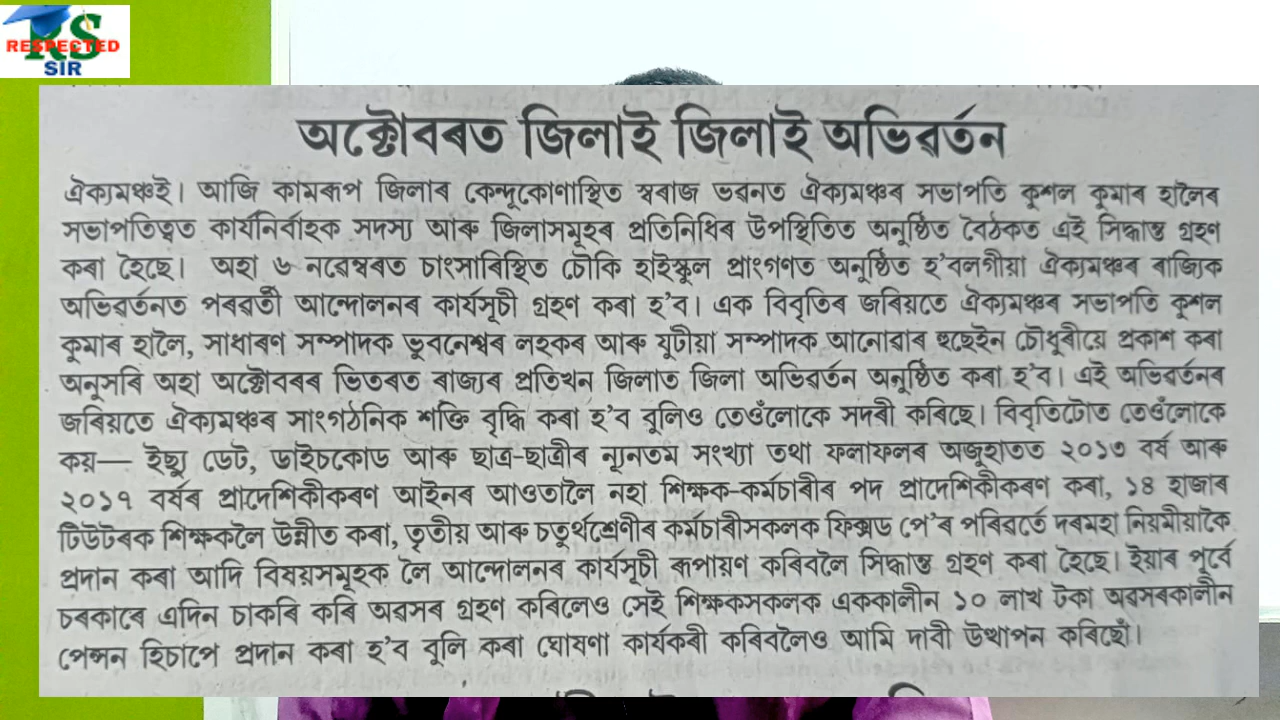 RS
RESPECTED
SIR
অক্টোবৰত জিলাই জিলাই অভিৱৰ্তন
ঐক্যমঞ্চই। আজি কামৰূপ জিলাৰ কেন্দুকোণাস্থিত স্বৰাজ ভৱনত ঐক্যমঞ্চৰ সভাপতি কুশল কুমাৰ হালৈৰ
সভাপতিত্বত কাৰ্যনিৰ্বাহক সদস্য আৰু জিলাসমূহৰ প্ৰতিনিধিৰ উপস্থিতিত অনুষ্ঠিত বৈঠকত এই সিদ্ধান্ত গ্ৰহণ
কৰা হৈছে। অহা ৬ নৱেম্বৰত চাংসাৰিস্থিত চৌকি হাইস্কুল প্ৰাংগণত অনুষ্ঠিত হ’বলগীয়া ঐক্যমঞ্চৰ ৰাজ্যিক
অভিৱৰ্তনত পৰৱৰ্তী আন্দোলনৰ কাৰ্যসূচী গ্ৰহণ কৰা হ’ব। এক বিবৃতিৰ জৰিয়তে ঐক্যমঞ্চৰ সভাপতি কুশল
কুমাৰ হালৈ, সাধাৰণ সম্পাদক ভুবনেশ্বৰ লহকৰ আৰু যুটীয়া সম্পাদক আনোৱাৰ হুছেইন চৌধুৰীয়ে প্ৰকাশ কৰা
অনুসৰি অহা অক্টৌবৰৰ ভিতৰত ৰাজ্যৰ প্ৰতিখন জিলাত জিলা অভিৱৰ্তন অনুষ্ঠিত কৰা হ’ব। এই অভিৱৰ্তনৰ
জৰিয়তে ঐক্যমঞ্চৰ সাংগঠনিক শক্তি বৃদ্ধি কৰা হ’ব বুলিও তেওঁলোকে সদৰী কৰিছে। বিবৃতিটোত তেওঁলোকে
কয়— ইছ্যু ডেট, ডাইচকোড আৰু ছাত্ৰ-ছাত্ৰীৰ ন্যূনতম সংখ্যা তথা ফলাফলৰ অজুহাতত ২০১৩ বৰ্ষ আৰু
২০১৭ বৰ্ষৰ প্ৰাদেশিকীকৰণ আইনৰ আওতালৈ নহা শিক্ষক-কৰ্মচাৰীৰ পদ প্ৰাদেশিকীকৰণ কৰা, ১৪ হাজাৰ
টিউটৰক শিক্ষকলৈ উন্নীত কৰা, তৃতীয় আৰু চতুৰ্থশ্ৰেণীৰ কৰ্মচাৰীসকলক ফিক্সড পে’ৰ পৰিৱৰ্তে দৰমহা নিয়মীয়াকৈ
প্ৰদান কৰা আদি বিষয়সমূহক লৈ আন্দোলনৰ কাৰ্যসূচী ৰূপায়ণ কৰিবলৈ সিদ্ধান্ত গ্ৰহণ কৰা হৈছে। ইয়াৰ পূৰ্বে
চৰকাৰে এদিন চাকৰি কৰি অৱসৰ গ্ৰহণ কৰিলেও সেই শিক্ষকসকলক এককালীন ১০ লাখ টকা অৱসৰকালীন
পেন্সন হিচাপে প্ৰদান কৰা হ’ব বুলি কৰা ঘোষণা কাৰ্যকৰী কৰিবলৈও আমি দাবী উত্থাপন কৰিছোঁ।